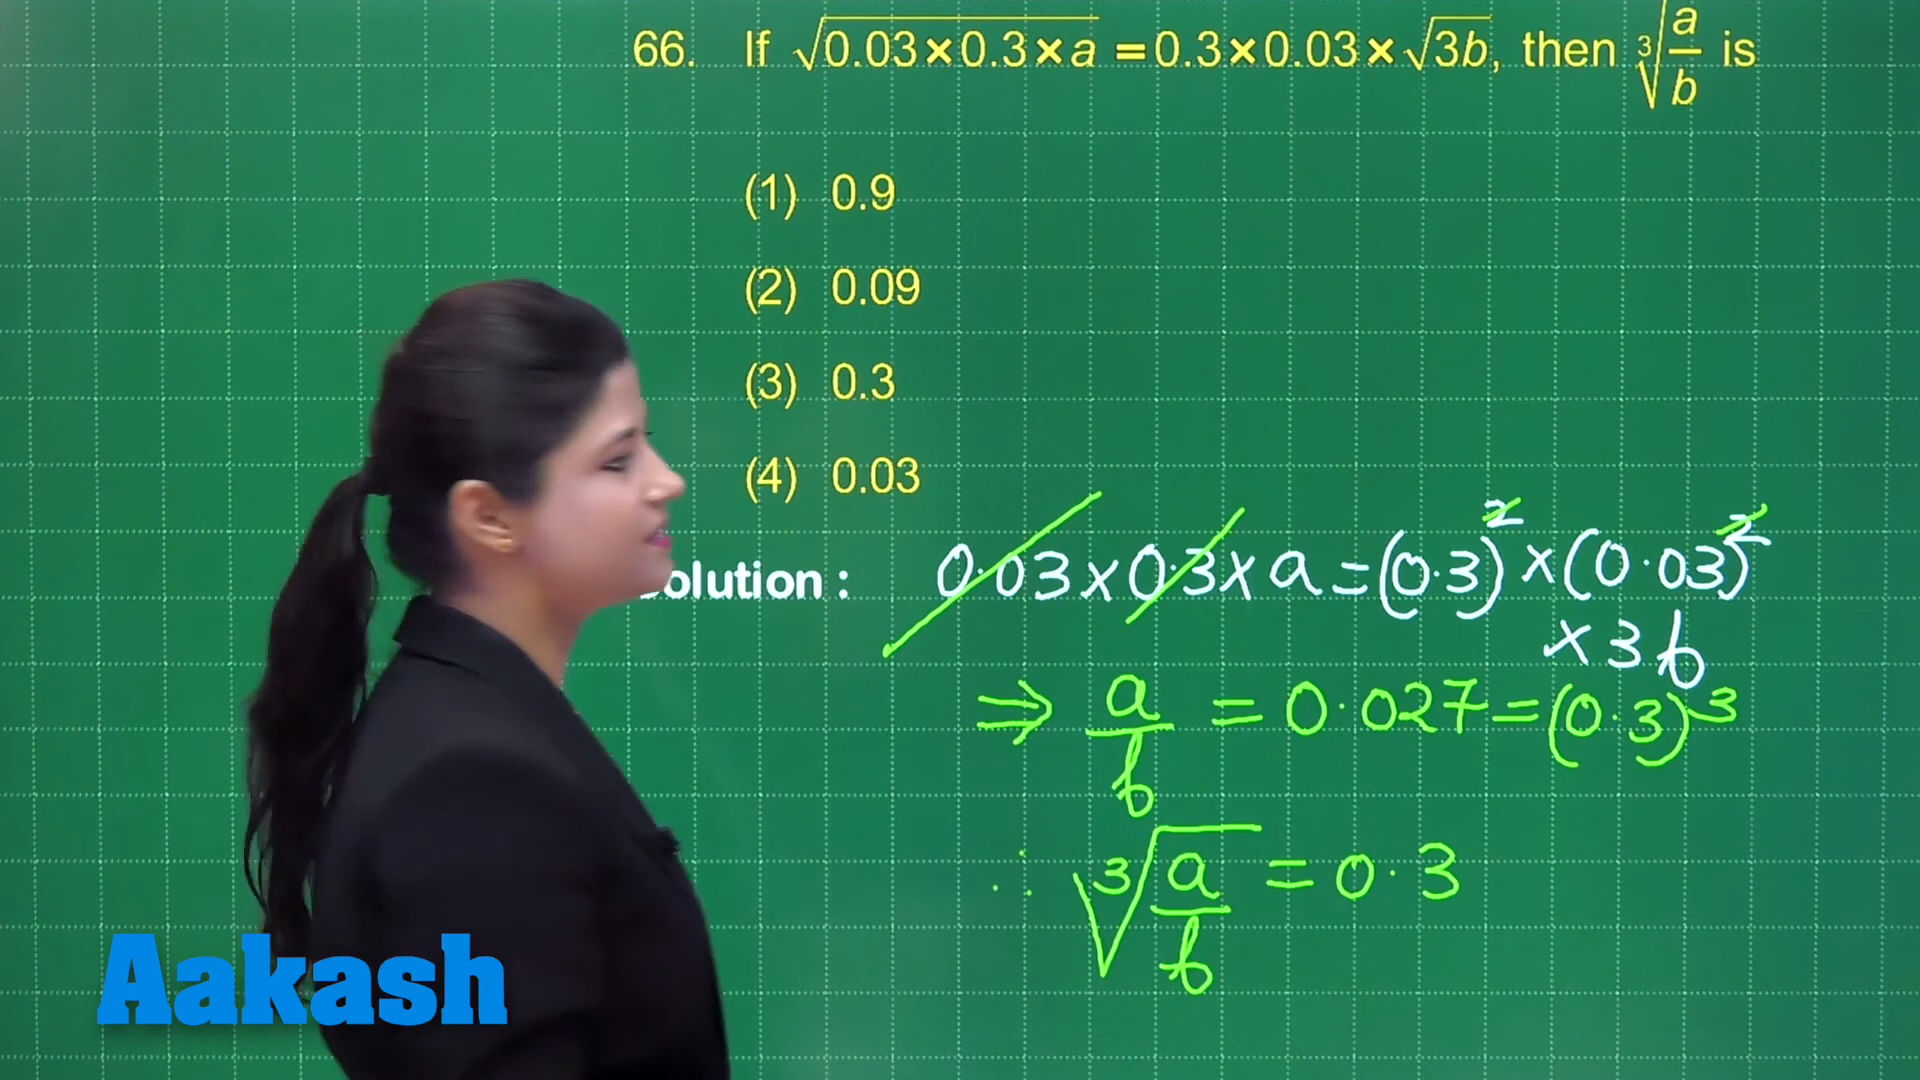 66. If √0.03×0.3×a = 0.3×0.03×√3b, then ∛a/b is
(1) 0.9
(2) 0.09
(3) 0.3
(4) 0.03
olution : 0.03×0.3×a=(0.3)²×(0.03)²
×3b
⇒ a/b = 0.027=(0.3)³
∴ ∛a/b = 0.3
Aakash